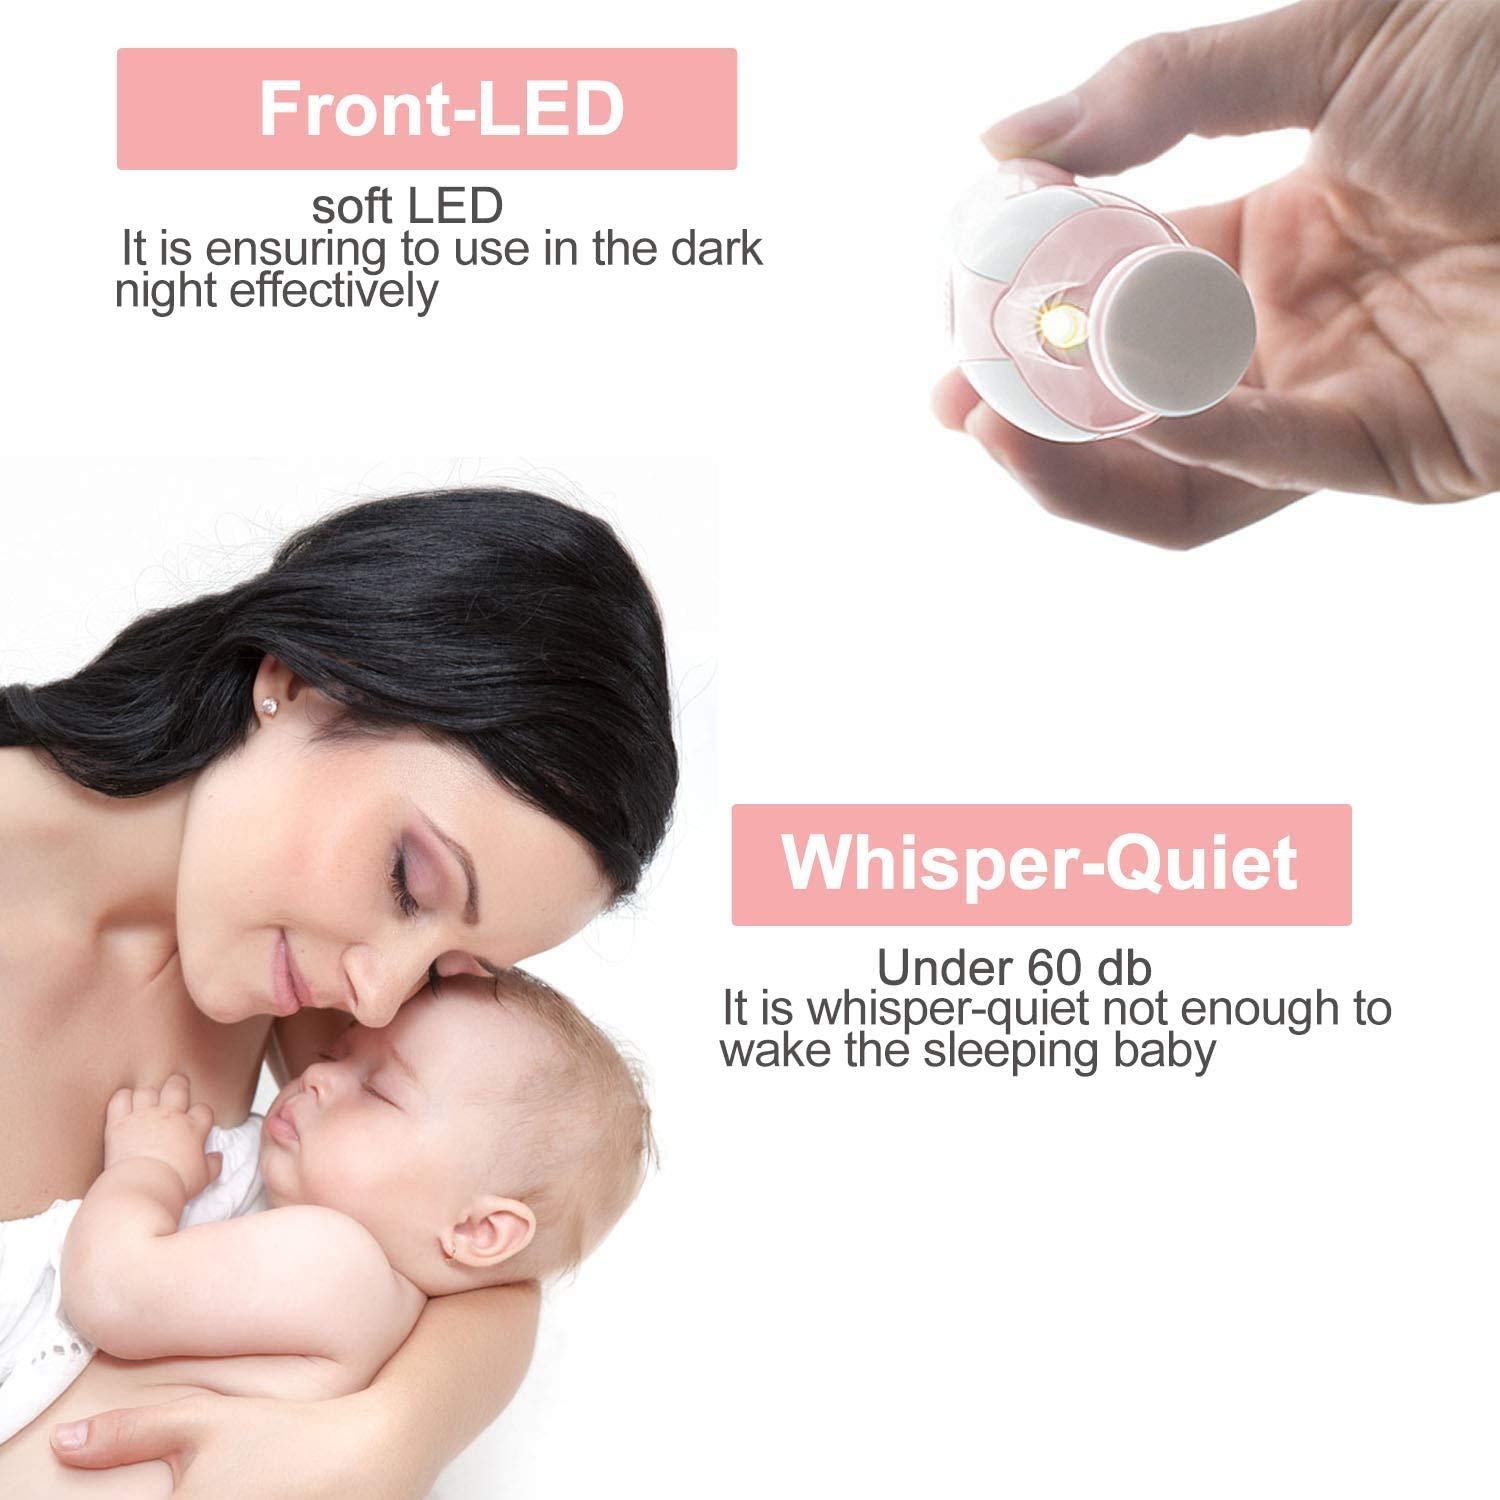 Front-LED
soft LED
It is ensuring to use in the dark
night effectively
Whisper-Quiet
Under 60 db
It is whisper-quiet not enough to
wake the sleeping baby